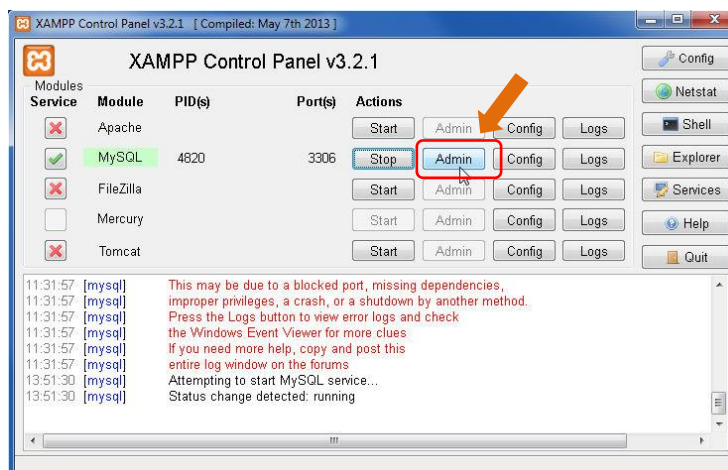 XAMPP Control Panel v3.2.1 [ Compiled: May 7th 2013 ]
XAMPP Control Panel v3.2.1
Modules
Service Module PID(s) Port(s) Actions
Apache Start Admin Config Logs
MySQL 4820 3306 Stop Admin Config Logs
FileZilla Start Admin Config Logs
Mercury Start Admin Config Logs
Tomcat Start Admin Config Logs
Config
Netstat
Shell
Explorer
Services
Help
Quit
11:31:57 [mysql] This may be due to a blocked port, missing dependencies,
11:31:57 [mysql] improper privileges, a crash, or a shutdown by another method.
11:31:57 [mysql] Press the Logs button to view error logs and check
11:31:57 [mysql] the Windows Event Viewer for more clues
11:31:57 [mysql] If you need more help, copy and post this
11:31:57 [mysql] entire log window on the forums
13:51:30 [mysql] Attempting to start MySQL service...
13:51:30 [mysql] Status change detected: running